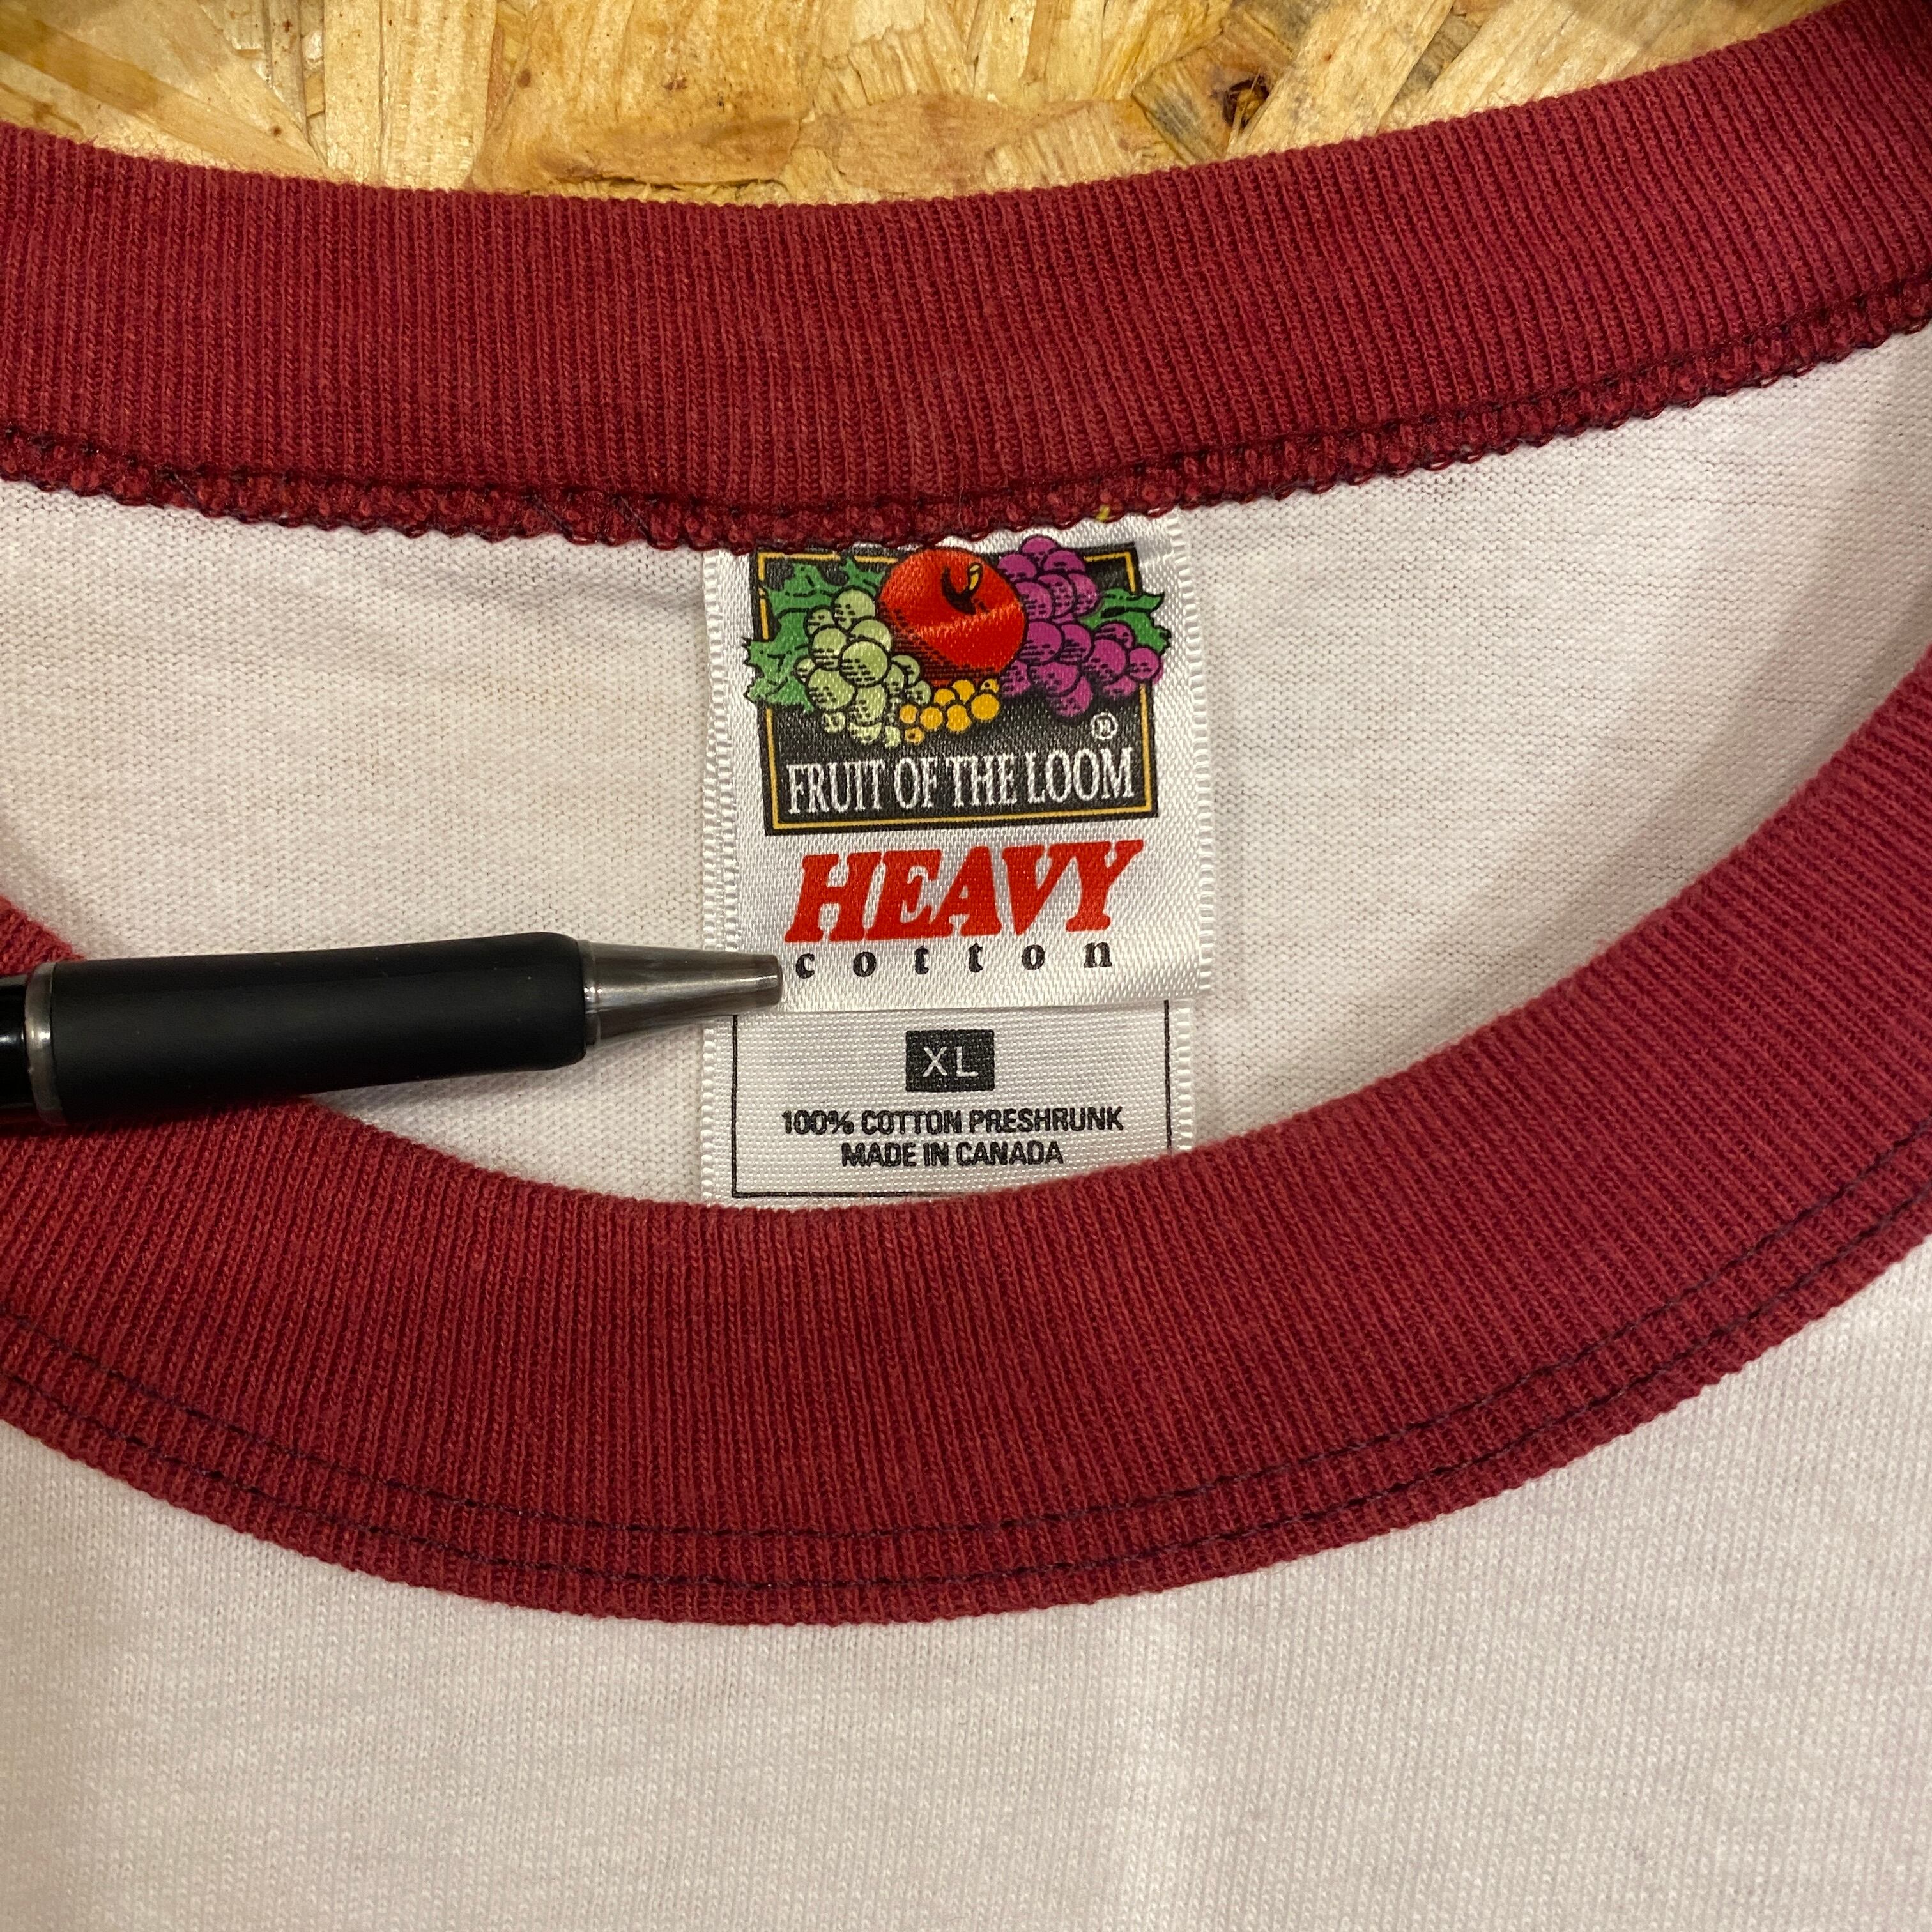 ®
FRUIT OF THE LOOM
HEAVY
cotton
XL
100% COTTON PRESHRUNK
MADE IN CANADA